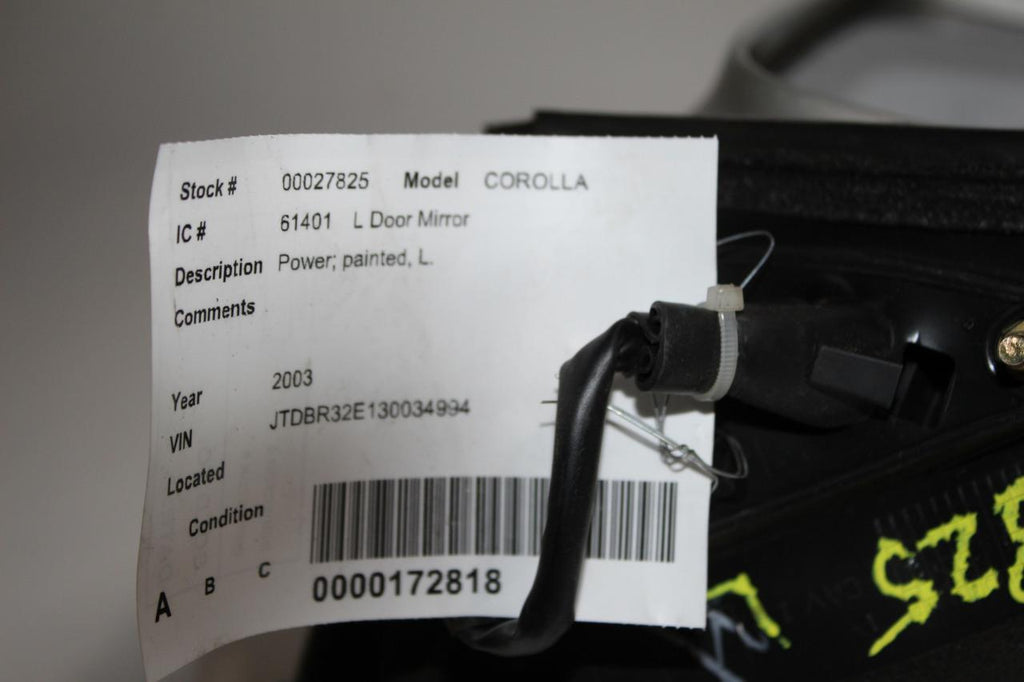 Stock # 00027825 Model COROLLA
IC # 61401 L Door Mirror
Description Power; painted, L.
Comments
Year 2003
VIN JTDBR32E130034994
Located
Condition
A B C
0000172818
825
L